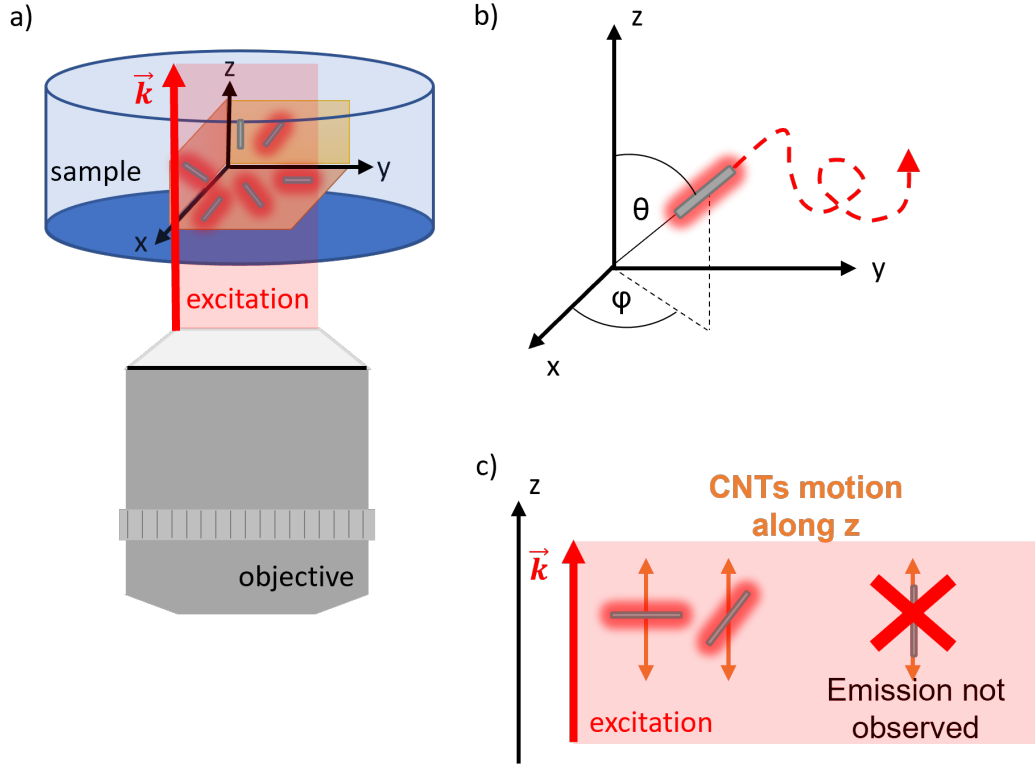 a)
z
k⃗
sample
y
x
excitation
objective
b)
z
θ
y
φ
x
c)
z
CNTs motion
along z
k⃗
Emission not
observed
excitation